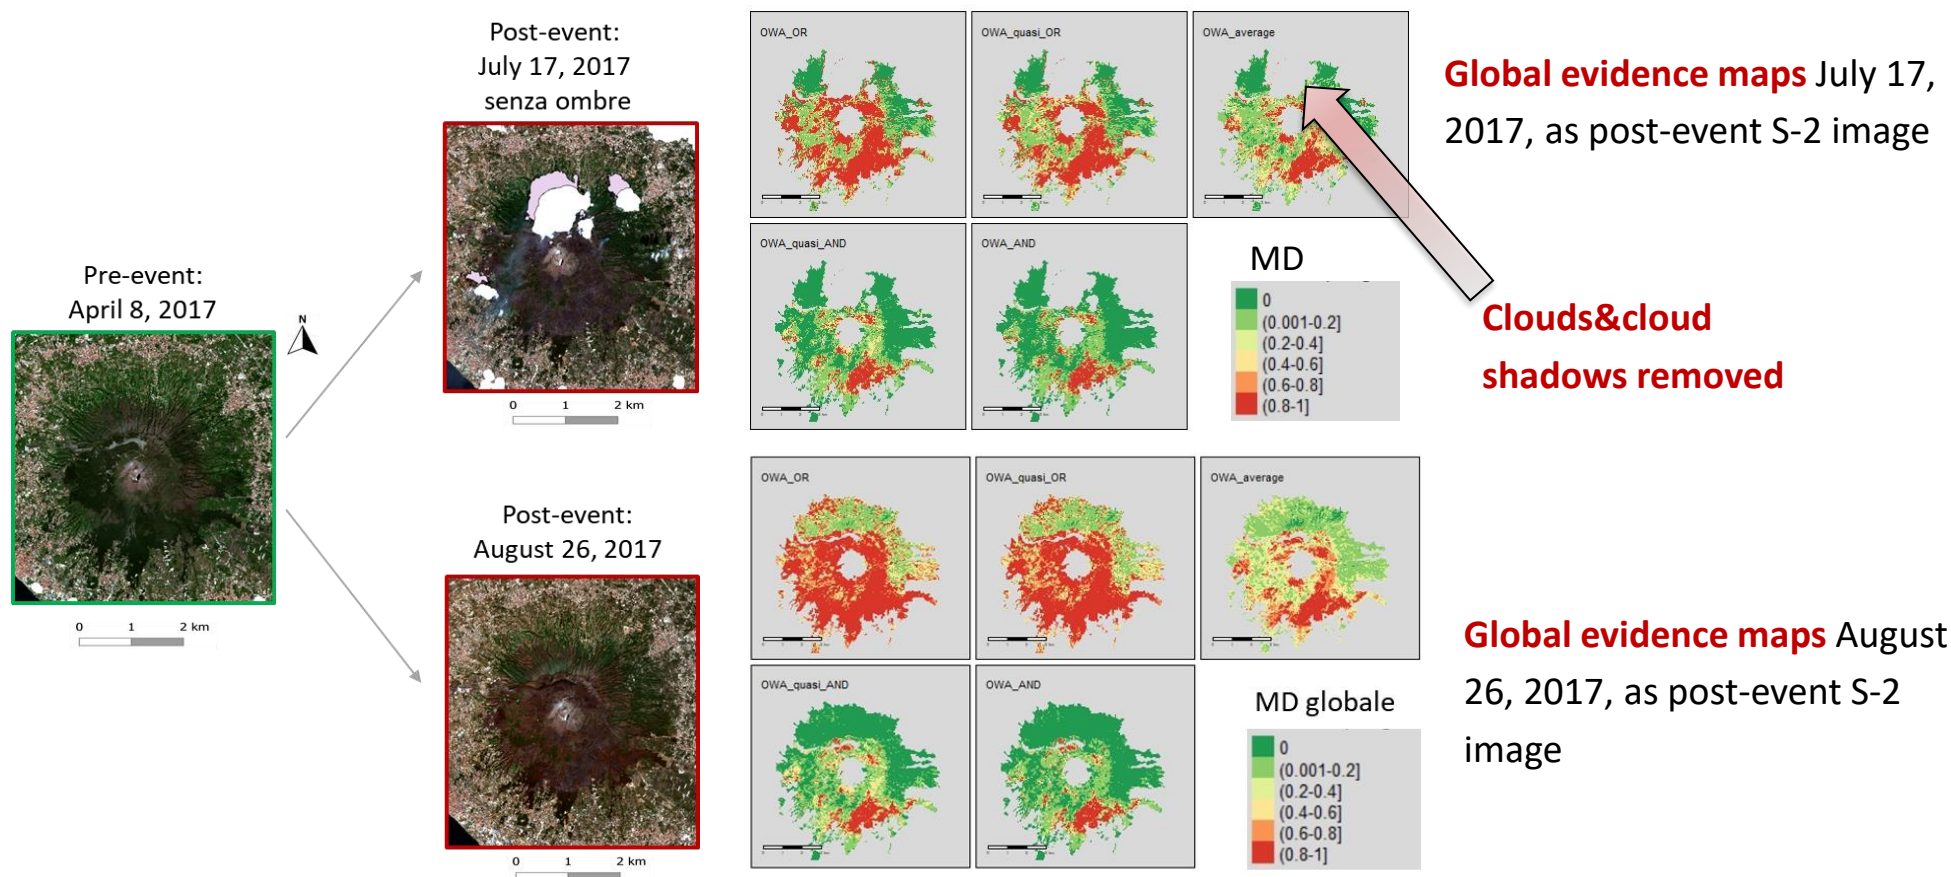 Pre-event:
April 8, 2017
N
0 1 2 km
Post-event:
July 17, 2017
senza ombre
0 1 2 km
Post-event:
August 26, 2017
0 1 2 km
OWA_OR
OWA_quasi_OR
OWA_average
OWA_quasi_AND
OWA_AND
MD
0
(0.001-0.2]
(0.2-0.4]
(0.4-0.6]
(0.6-0.8]
(0.8-1]
Global evidence maps July 17,
2017, as post-event S-2 image
Clouds&cloud
shadows removed
OWA_OR
OWA_quasi_OR
OWA_average
OWA_quasi_AND
OWA_AND
MD globale
0
(0.001-0.2]
(0.2-0.4]
(0.4-0.6]
(0.6-0.8]
(0.8-1]
Global evidence maps August
26, 2017, as post-event S-2
image